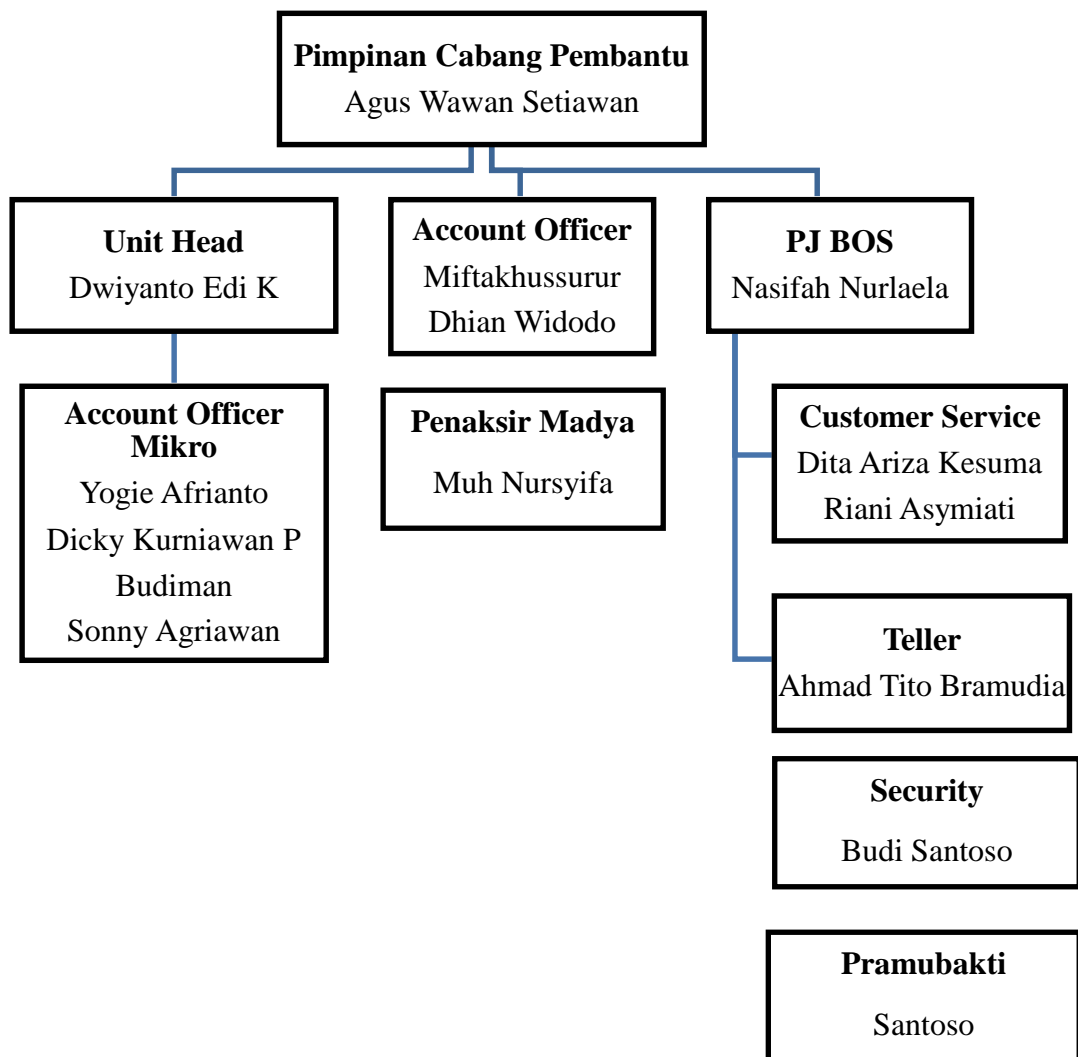 Pimpinan Cabang Pembantu
Agus Wawan Setiawan
Unit Head
Dwiyanto Edi K
Account Officer
Miftakhussurur
Dhian Widodo
PJ BOS
Nasifah Nurlaela
Account Officer
Mikro
Yogie Afrianto
Dicky Kurniawan P
Budiman
Sonny Agriawan
Penaksir Madya
Muh Nursyifa
Customer Service
Dita Ariza Kesuma
Riani Asymiati
Teller
Ahmad Tito Bramudia
Security
Budi Santoso
Pramubakti
Santoso